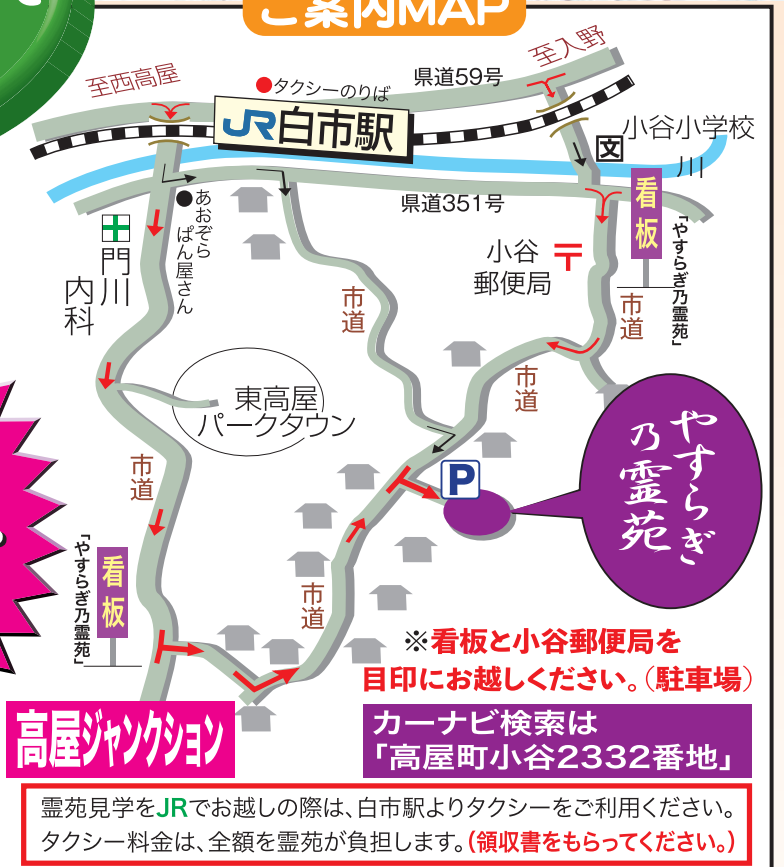 ご案内MAP
至西高屋
タクシーのりば
県道59号
至入野
JR白市駅
文
小谷小学校
川
県道351号
看板
「やすらぎ乃霊苑」
あおぞら
ぱん屋さん
門川
内科
小谷
郵便局
市道
市道
市道
東高屋
パークタウン
市道
P
やすらぎ
乃霊苑
看板
「やすらぎ乃霊苑」
市道
※看板と小谷郵便局を
目印にお越しください。(駐車場)
高屋ジャンクション
カーナビ検索は
「高屋町小谷2332番地」
霊苑見学をJRでお越しの際は、白市駅よりタクシーをご利用ください。
タクシー料金は、全額を霊苑が負担します。(領収書をもらってください。)